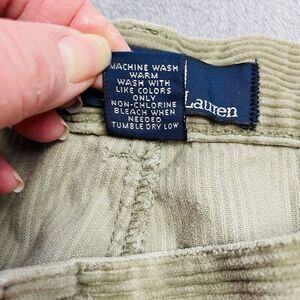 MACHINE WASH
WARM
WASH WITH
LIKE COLORS
ONLY
NON-CHLORINE
BLEACH WHEN
NEEDED
TUMBLE DRY LOW
Lauren